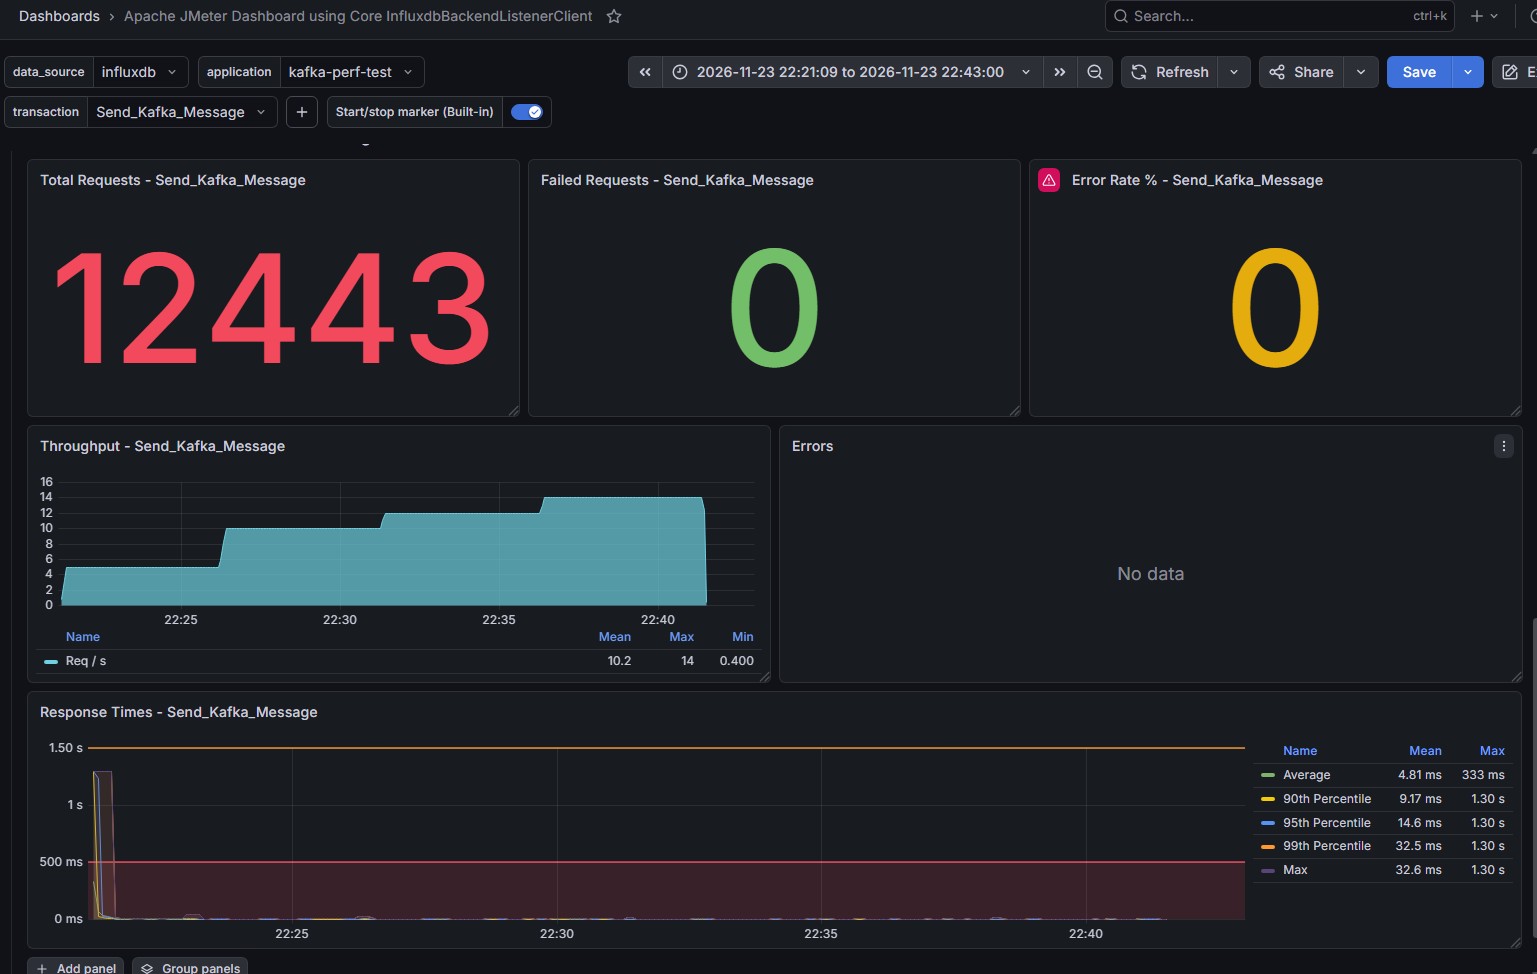 Dashboards › Apache JMeter Dashboard using Core InfluxdbBackendListenerClient Search... ctrl+k
data_source influxdb application kafka-perf-test 2026-11-23 22:21:09 to 2026-11-23 22:43:00 Refresh Share Save
transaction Send_Kafka_Message + Start/stop marker (Built-in)
Total Requests - Send_Kafka_Message
12443
Failed Requests - Send_Kafka_Message
0
Error Rate % - Send_Kafka_Message
0
Throughput - Send_Kafka_Message
16
14
12
10
8
6
4
2
0
22:25 22:30 22:35 22:40
Name Mean Max Min
Req / s 10.2 14 0.400
Errors
No data
Response Times - Send_Kafka_Message
1.50 s
1 s
500 ms
0 ms
22:25 22:30 22:35 22:40
Name Mean Max
Average 4.81 ms 333 ms
90th Percentile 9.17 ms 1.30 s
95th Percentile 14.6 ms 1.30 s
99th Percentile 32.5 ms 1.30 s
Max 32.6 ms 1.30 s
+ Add panel Group panels